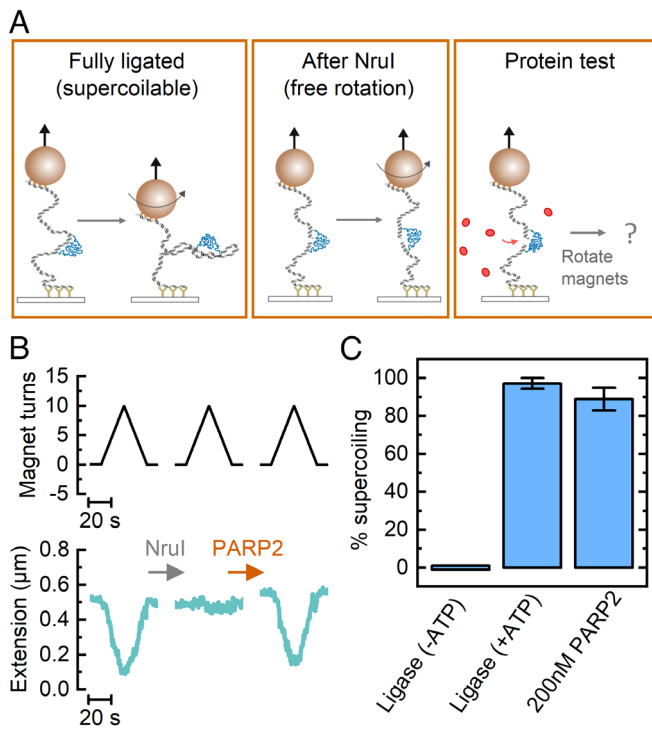 A
Fully ligated
(supercoilable)
After NruI
(free rotation)
Protein test
Rotate
magnets
?
B
Magnet turns
15
10
5
0
-5
20 s
NruI
PARP2
Extension (µm)
0.8
0.6
0.4
0.2
0.0
20 s
C
% supercoiling
100
80
60
40
20
0
Ligase (-ATP)
Ligase (+ATP)
200nM PARP2